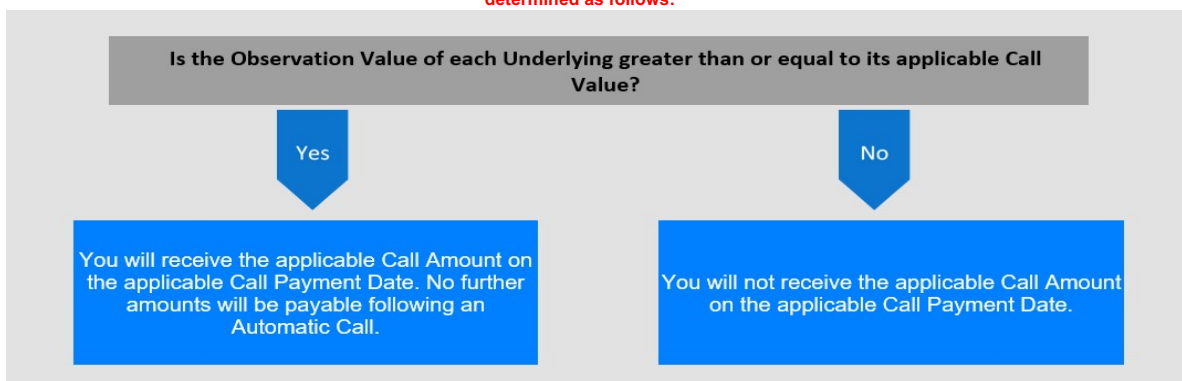 determined as follows:
Is the Observation Value of each Underlying greater than or equal to its applicable Call
Value?
Yes
No
You will receive the applicable Call Amount on
the applicable Call Payment Date. No further
amounts will be payable following an
Automatic Call.
You will not receive the applicable Call Amount
on the applicable Call Payment Date.